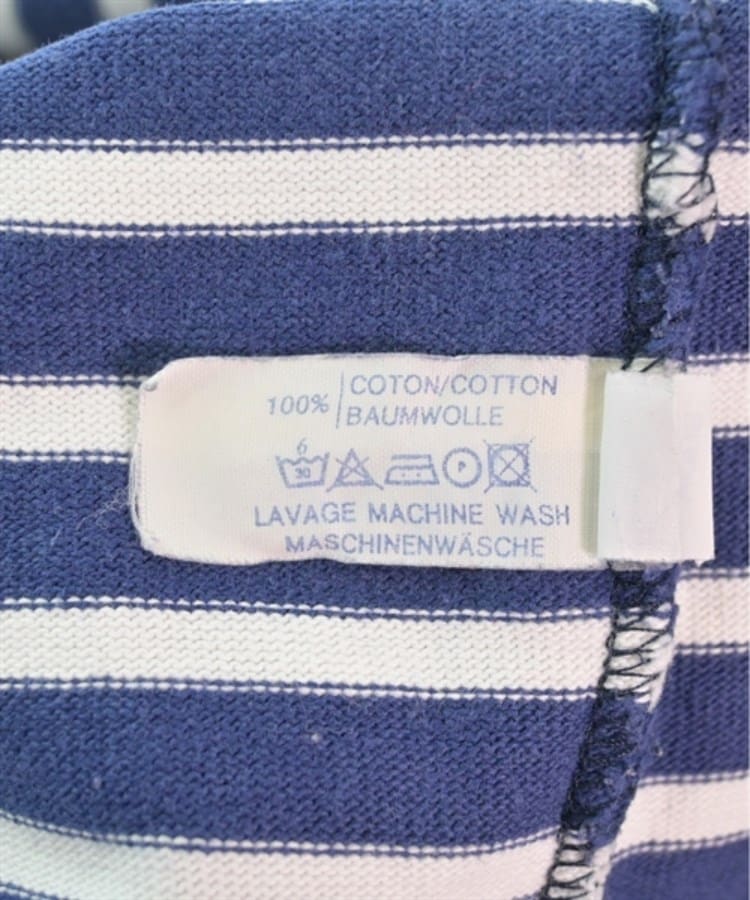 100% COTON/COTTON
BAUMWOLLE
6
30 P
LAVAGE MACHINE WASH
MASCHINENWÄSCHE